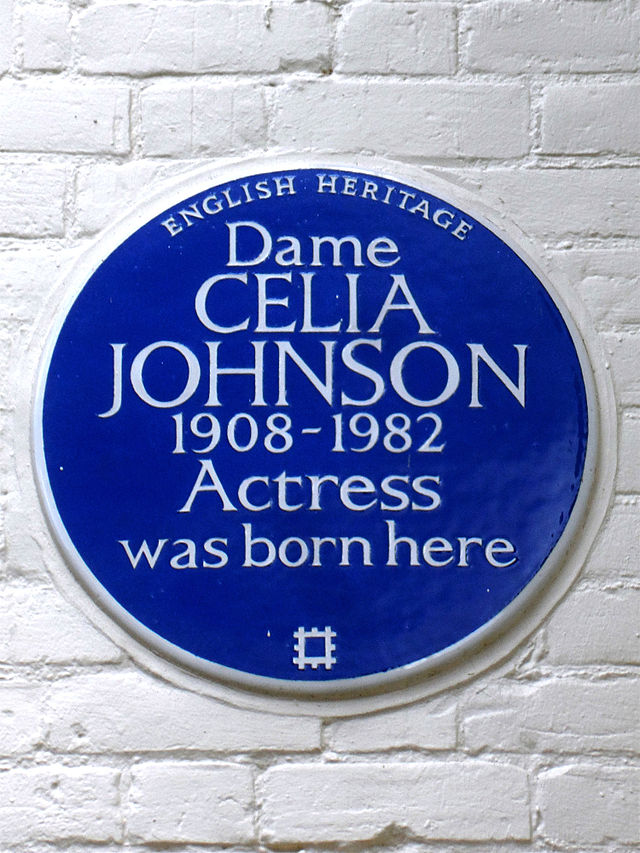 ENGLISH HERITAGE
Dame
CELIA
JOHNSON
1908-1982
Actress
was born here